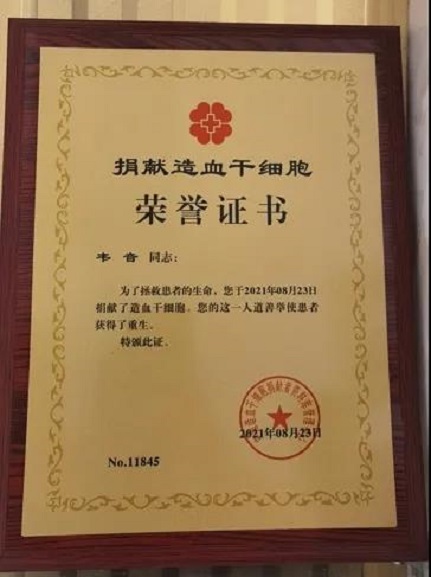 捐献造血干细胞
荣誉证书
韦 音 同志:
为了拯救患者的生命，您于2021年08月23日
捐献了造血干细胞。您的这一人道善举使患者
获得了重生。
特颁此证。
2021年08月23日
No.11845